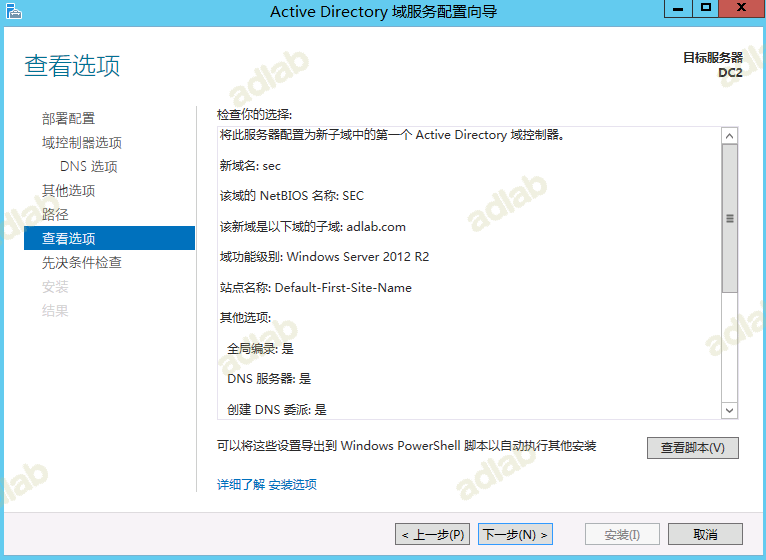 Active Directory 域服务配置向导
查看选项
目标服务器
DC2
部署配置
域控制器选项
DNS 选项
其他选项
路径
查看选项
先决条件检查
安装
结果
检查你的选择:
将此服务器配置为新子域中的第一个 Active Directory 域控制器。
新域名: sec
该域的 NetBIOS 名称: SEC
该新域是以下域的子域: adlab.com
域功能级别: Windows Server 2012 R2
站点名称: Default-First-Site-Name
其他选项:
全局编录: 是
DNS 服务器: 是
创建 DNS 委派: 是
可以将这些设置导出到 Windows PowerShell 脚本以自动执行其他安装
查看脚本(V)
详细了解 安装选项
< 上一步(P)
下一步(N) >
安装(I)
取消
adlab
adlab
adlab
adlab
adlab
adlab
adlab
adlab